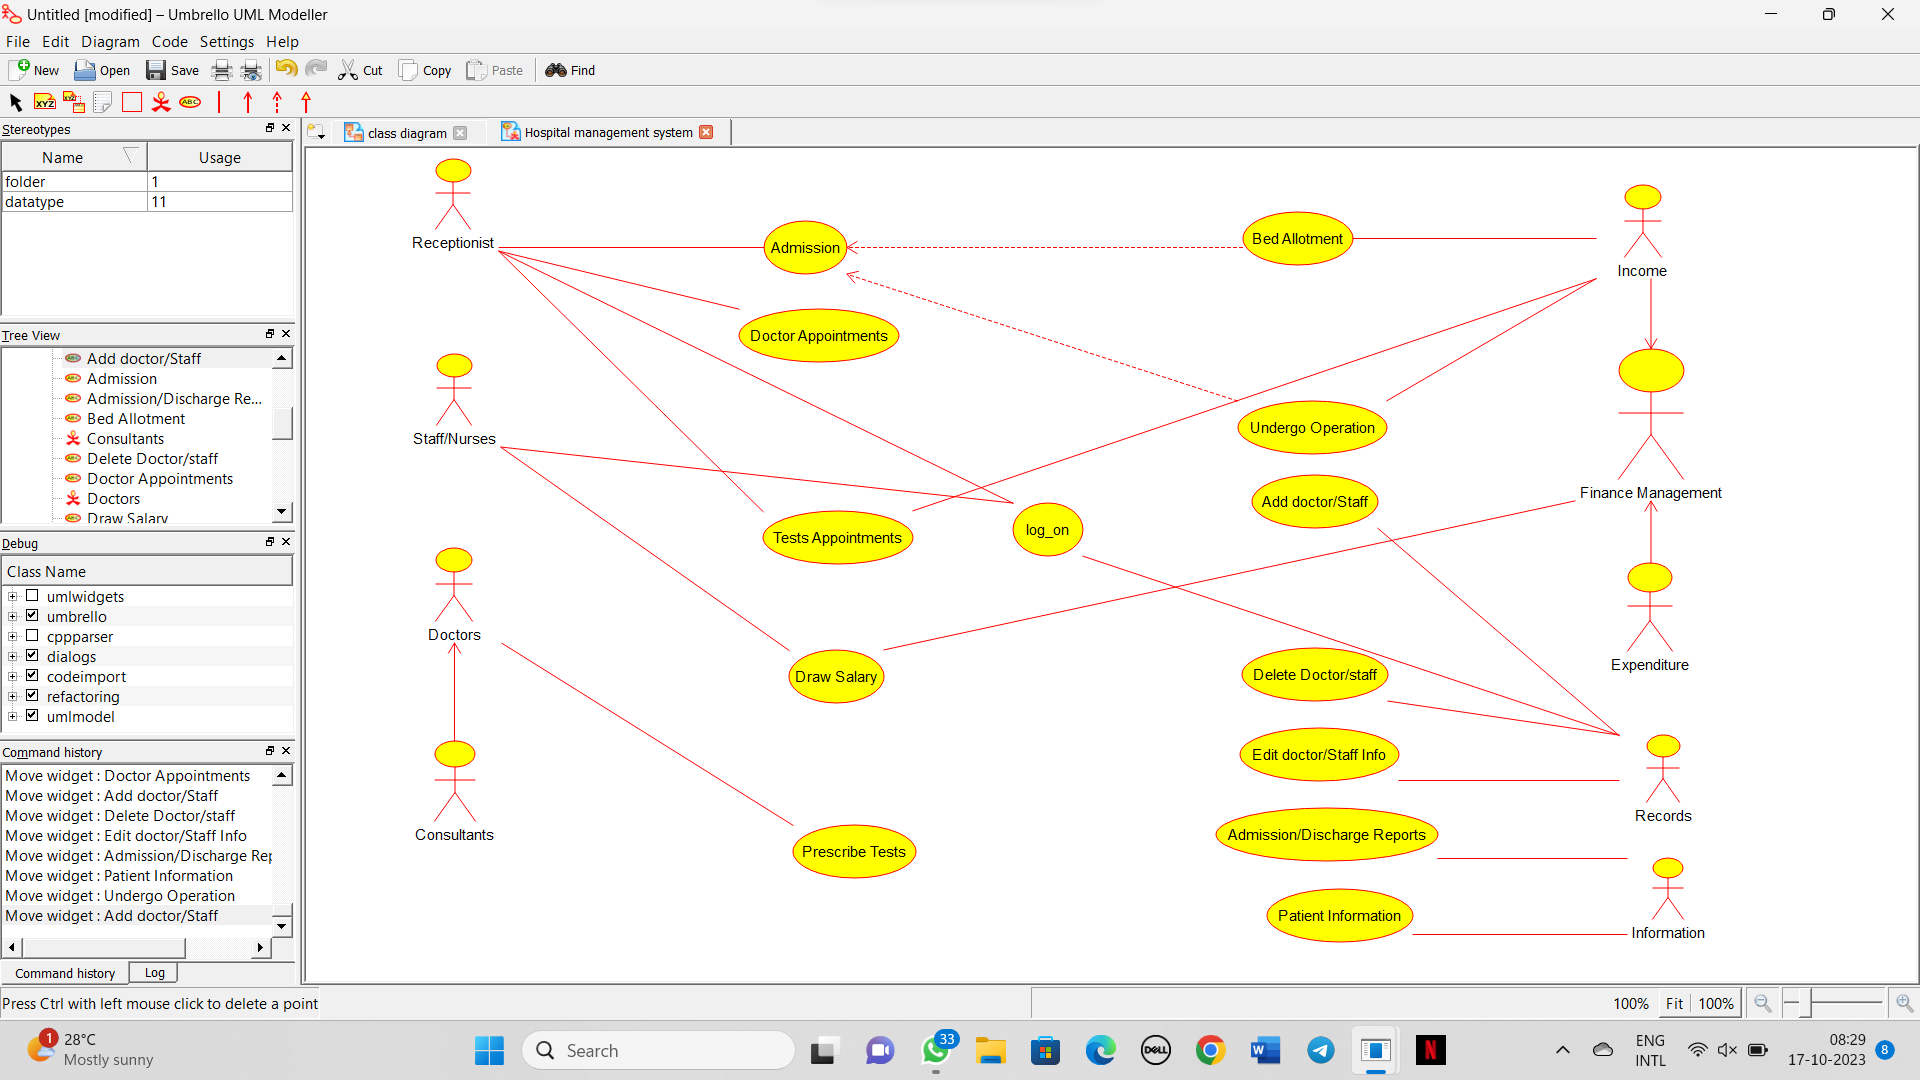 Untitled [modified] – Umbrello UML Modeller
File Edit Diagram Code Settings Help
New Open Save Cut Copy Paste Find
XYZ XYZ ABC
Stereotypes
class diagram
Hospital management system
Name Usage
folder 1
datatype 11
Tree View
Add doctor/Staff
Admission
Admission/Discharge Re...
Bed Allotment
Consultants
Delete Doctor/staff
Doctor Appointments
Doctors
Draw Salary
Debug
Class Name
umlwidgets
umbrello
cppparser
dialogs
codeimport
refactoring
umlmodel
Command history
Move widget : Doctor Appointments
Move widget : Add doctor/Staff
Move widget : Delete Doctor/staff
Move widget : Edit doctor/Staff Info
Move widget : Admission/Discharge Rep
Move widget : Patient Information
Move widget : Undergo Operation
Move widget : Add doctor/Staff
Command history Log
Receptionist
Admission
Bed Allotment
Income
Doctor Appointments
Staff/Nurses
Undergo Operation
Finance Management
Add doctor/Staff
Tests Appointments
log_on
Doctors
Expenditure
Draw Salary
Delete Doctor/staff
Edit doctor/Staff Info
Records
Consultants
Admission/Discharge Reports
Prescribe Tests
Patient Information
Information
Press Ctrl with left mouse click to delete a point
100% Fit 100%
1
28°C
Mostly sunny
Search
33
DELL
W
N
ENG
INTL
08:29
17-10-2023
8